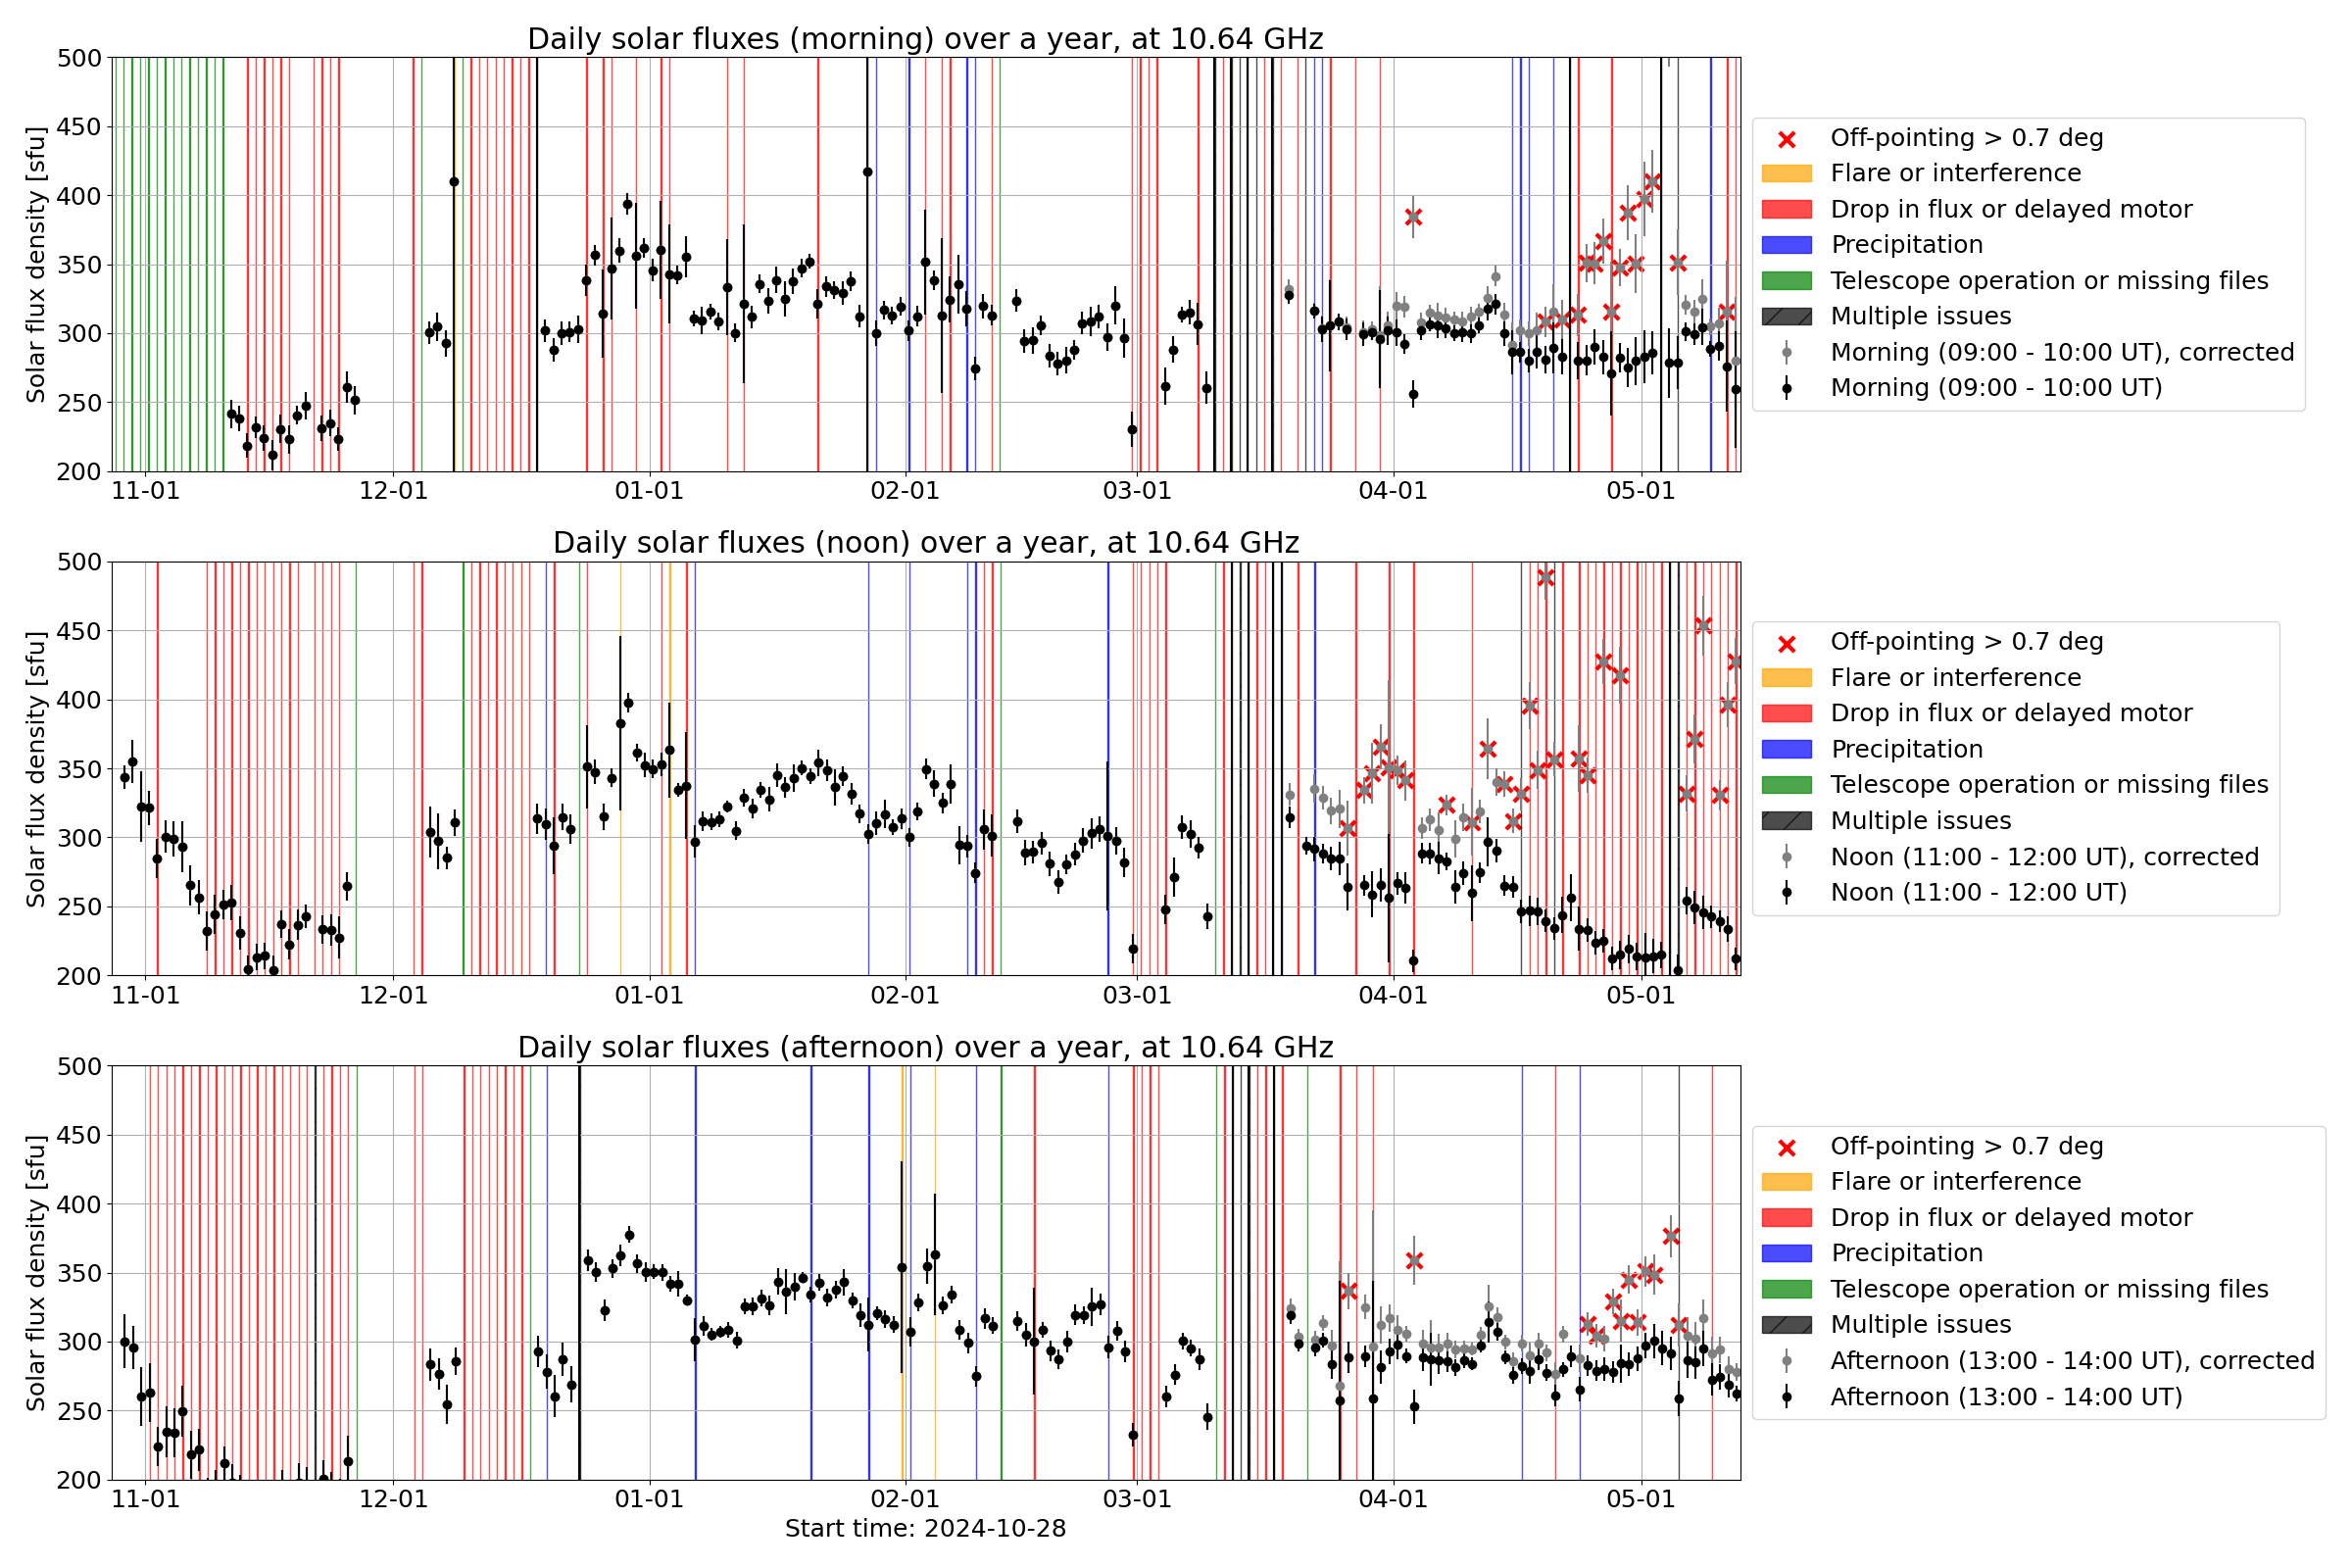 Daily solar fluxes (morning) over a year, at 10.64 GHz
Solar flux density [sfu]
500
450
400
350
300
250
200
11-01 12-01 01-01 02-01 03-01 04-01 05-01
Off-pointing > 0.7 deg
Flare or interference
Drop in flux or delayed motor
Precipitation
Telescope operation or missing files
Multiple issues
Morning (09:00 - 10:00 UT), corrected
Morning (09:00 - 10:00 UT)
Daily solar fluxes (noon) over a year, at 10.64 GHz
Solar flux density [sfu]
500
450
400
350
300
250
200
11-01 12-01 01-01 02-01 03-01 04-01 05-01
Off-pointing > 0.7 deg
Flare or interference
Drop in flux or delayed motor
Precipitation
Telescope operation or missing files
Multiple issues
Noon (11:00 - 12:00 UT), corrected
Noon (11:00 - 12:00 UT)
Daily solar fluxes (afternoon) over a year, at 10.64 GHz
Solar flux density [sfu]
500
450
400
350
300
250
200
11-01 12-01 01-01 02-01 03-01 04-01 05-01
Off-pointing > 0.7 deg
Flare or interference
Drop in flux or delayed motor
Precipitation
Telescope operation or missing files
Multiple issues
Afternoon (13:00 - 14:00 UT), corrected
Afternoon (13:00 - 14:00 UT)
Start time: 2024-10-28